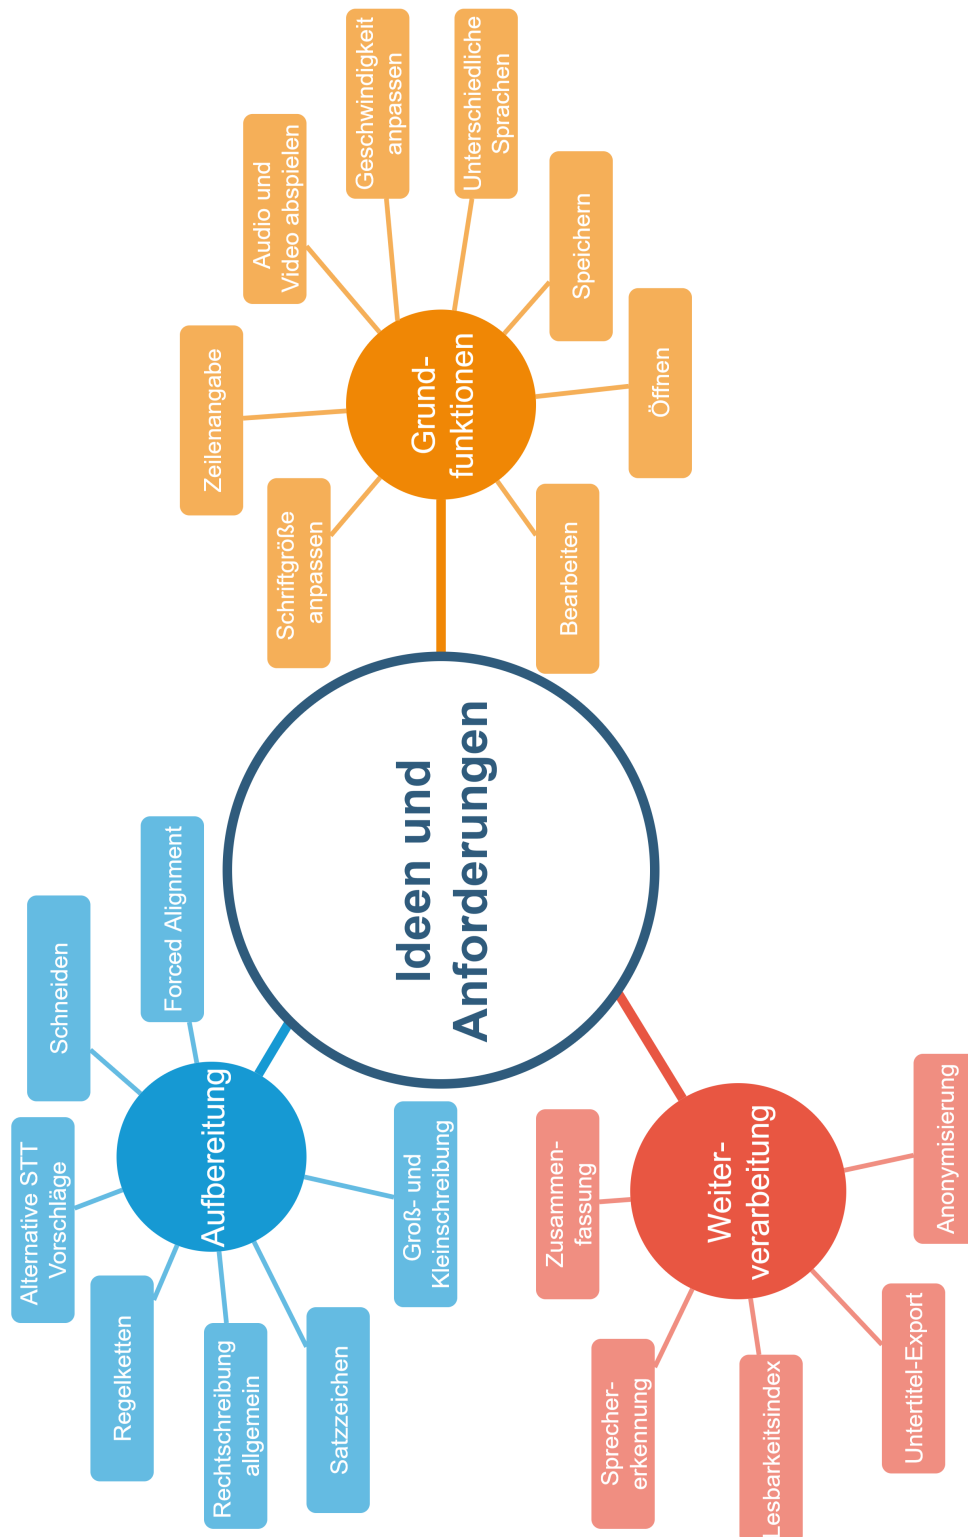 Ideen und
Anforderungen
Aufbereitung
Regelketten
Alternative STT
Vorschläge
Schneiden
Forced Alignment
Rechtschreibung
allgemein
Satzzeichen
Groß- und
Kleinschreibung
Grund-
funktionen
Schriftgröße
anpassen
Zeilenangabe
Audio und
Video abspielen
Geschwindigkeit
anpassen
Unterschiedliche
Sprachen
Speichern
Öffnen
Bearbeiten
Weiter-
verarbeitung
Zusammen-
fassung
Sprecher-
erkennung
Lesbarkeitsindex
Untertitel-Export
Anonymisierung